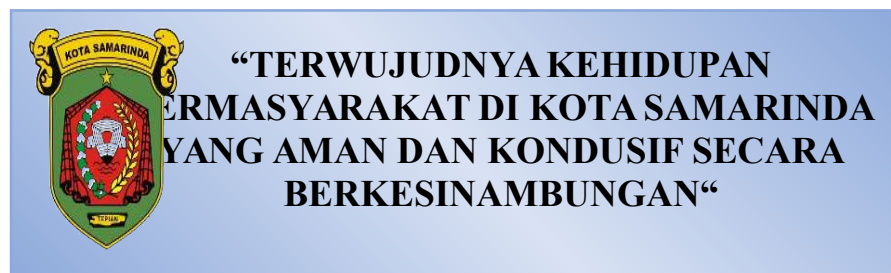 KOTA SAMARINDA
“TERWUJUDNYA KEHIDUPAN
ERMASYARAKAT DI KOTA SAMARINDA
YANG AMAN DAN KONDUSIF SECARA
BERKESINAMBUNGAN“
TEPIAN